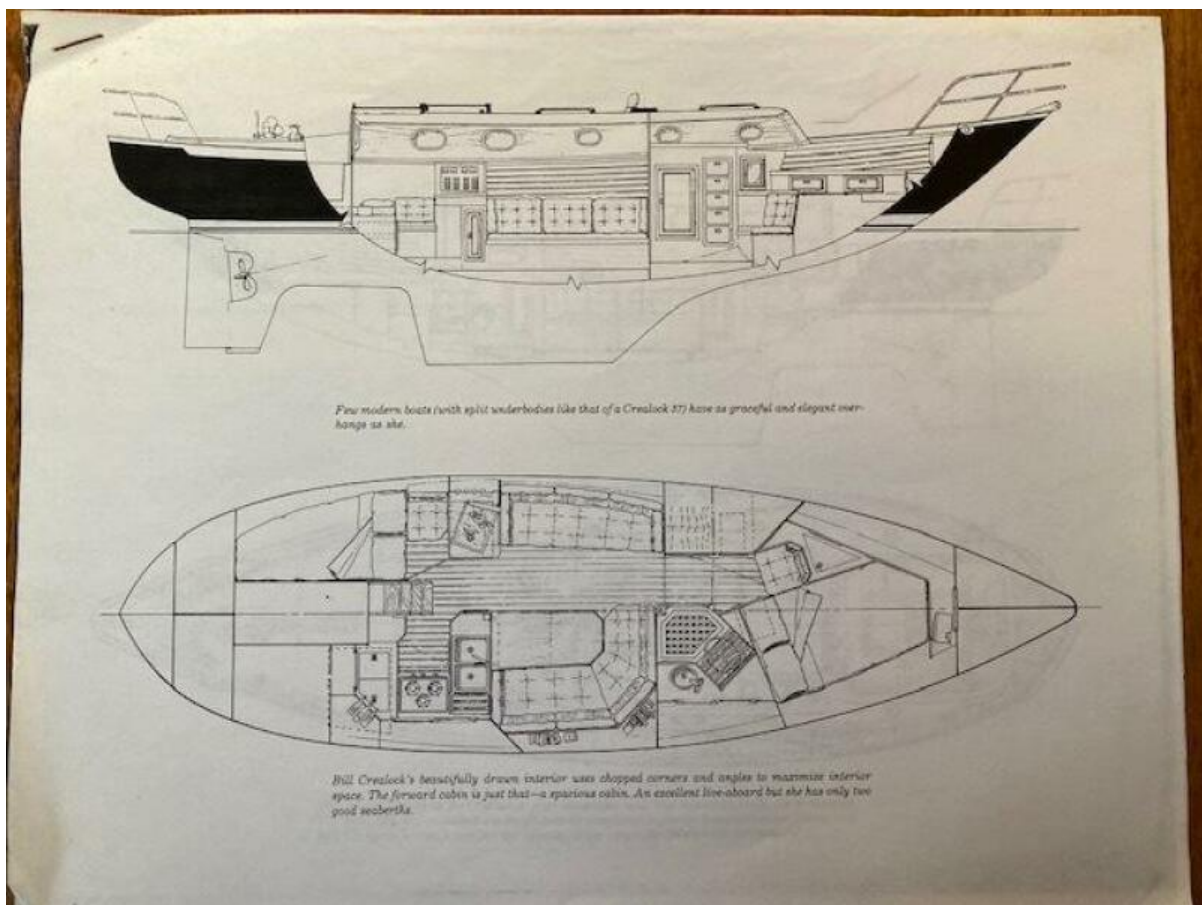 Few modern boats (with split underbodies like that of a Crealock 37) have as graceful and elegant over-
hangs as she.
Bill Crealock's beautifully drawn interior uses chopped corners and angles to maximize interior
space. The forward cabin is just that—a spacious cabin. An excellent live-aboard but she has only two
good seaberths.